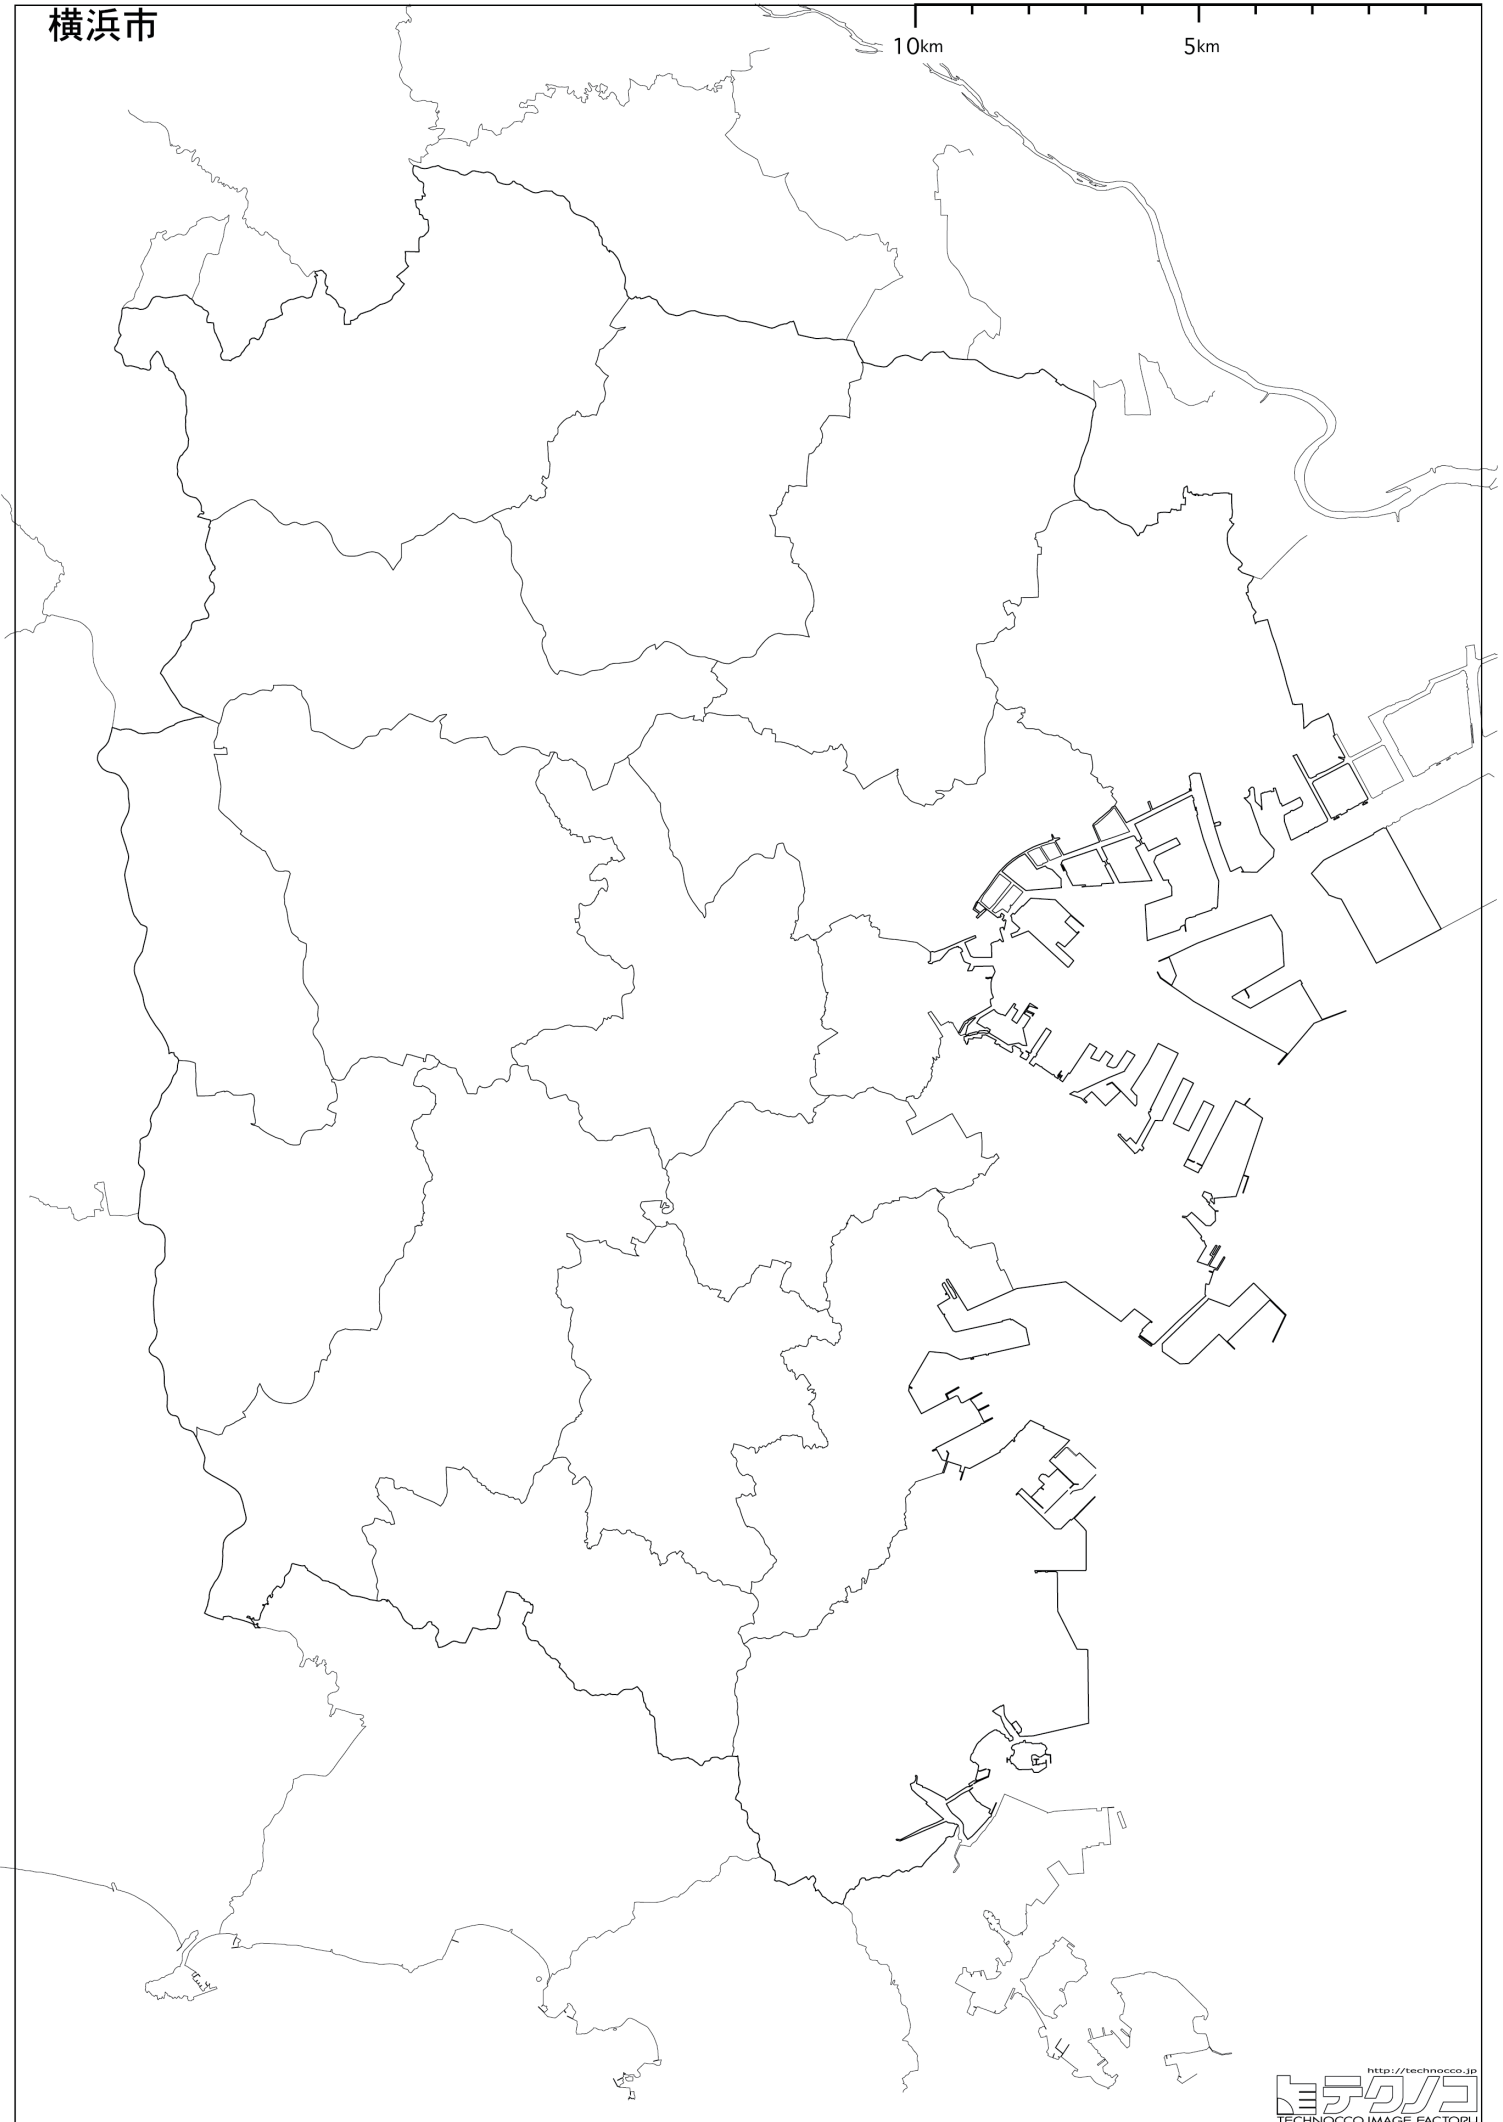 横浜市
10km
5km
http://technocco.jp
テクノコ
TECHNOCCO IMAGE FACTORY